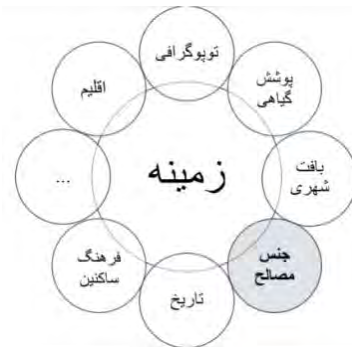 توپوگرافی
پوشش
گیاهی
بافت
شهری
جنس
مصالح
تاریخ
فرهنگ
ساکنین
...
اقلیم
زمینه